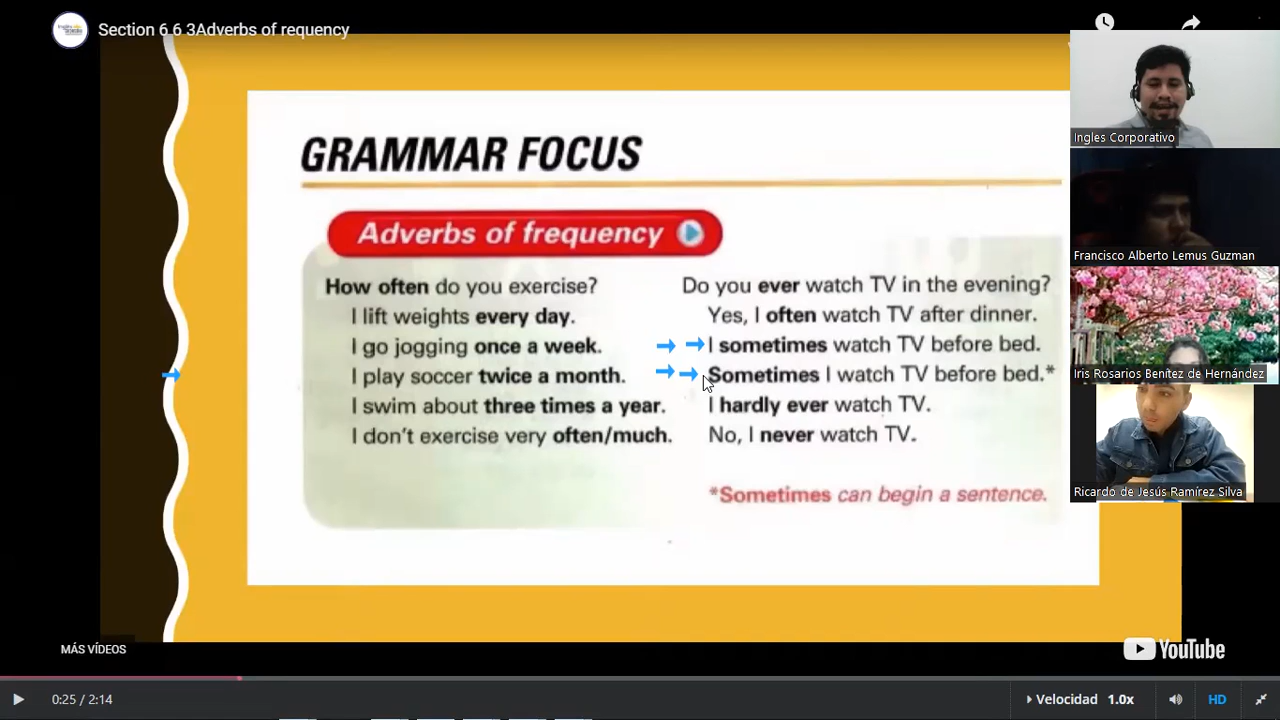 Section 6 6 3Adverbs of requency
GRAMMAR FOCUS
Adverbs of frequency
How often do you exercise?
I lift weights every day.
I go jogging once a week.
I play soccer twice a month.
I swim about three times a year.
I don't exercise very often/much.
Do you ever watch TV in the evening?
Yes, I often watch TV after dinner.
I sometimes watch TV before bed.
Sometimes I watch TV before bed.*
I hardly ever watch TV.
No, I never watch TV.
*Sometimes can begin a sentence.
Ingles Corporativo
Francisco Alberto Lemus Guzman
Iris Rosarios Benítez de Hernández
Ricardo de Jesús Ramírez Silva
MÁS VÍDEOS
YouTube
0:25 / 2:14
Velocidad 1.0x
HD